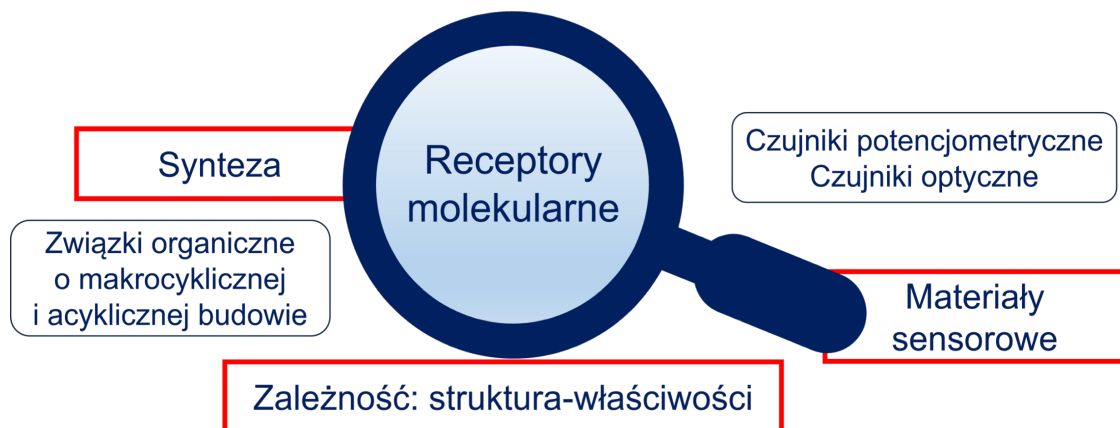 Synteza
Związki organiczne
o makrocyklicznej
i acyklicznej budowie
Receptory
molekularne
Zależność: struktura-właściwości
Czujniki potencjometryczne
Czujniki optyczne
Materiały
sensorowe